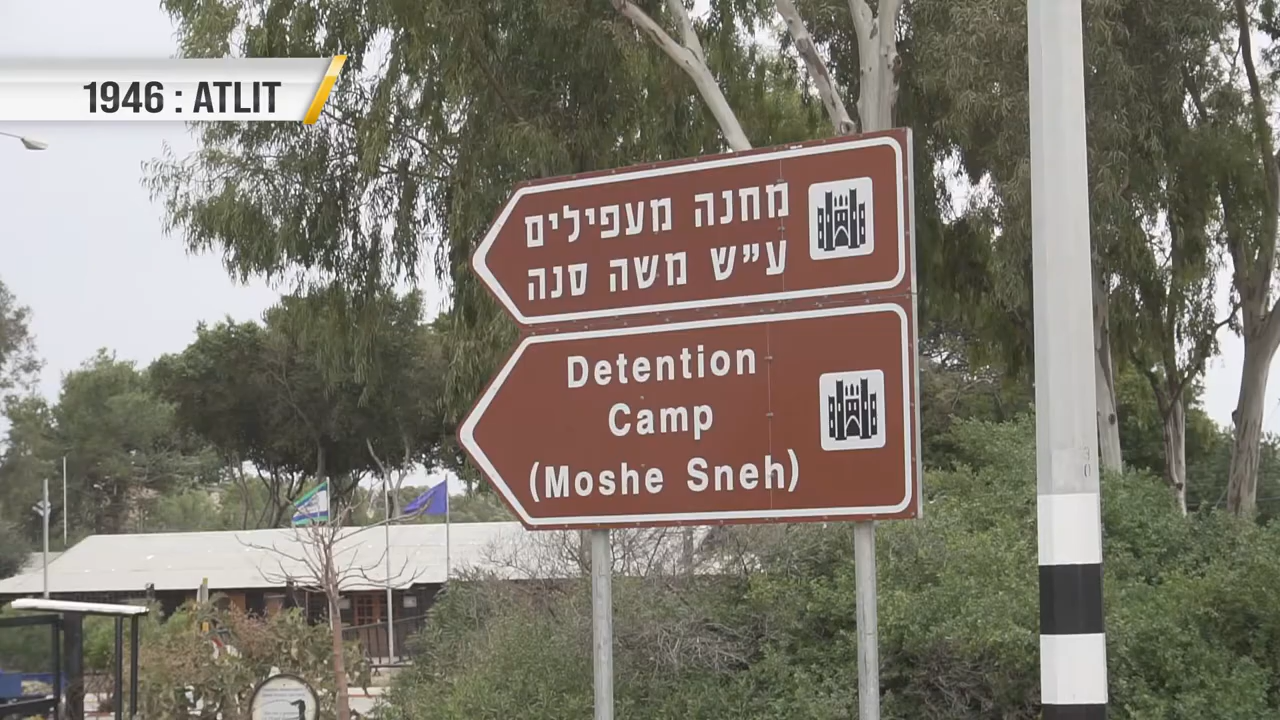 1946 : ATLIT
מחנה מעפילים
ע״ש משה סנה
Detention
Camp
(Moshe Sneh)